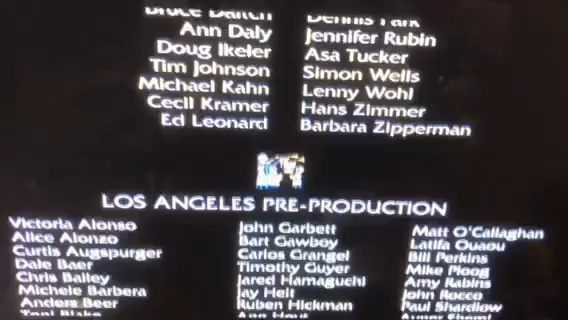 Ann Daly Jennifer Rubin
Doug Ikeler Asa Tucker
Tim Johnson Simon Wells
Michael Kahn Lenny Wohl
Cecil Kramer Hans Zimmer
Ed Leonard Barbara Zipperman
LOS ANGELES PRE-PRODUCTION
Victoria Alonso John Garbett Matt O'Callaghan
Alice Alonzo Bart Gawboy Latifa Ouaou
Curtis Augspurger Carlos Grangel Bill Perkins
Dale Baer Timothy Guyer Mike Ploog
Chris Bailey Jared Hamaguchi Amy Rabins
Michele Barbera Jay Heit John Rocco
Anders Beer Ruben Hickman Paul Shardlow